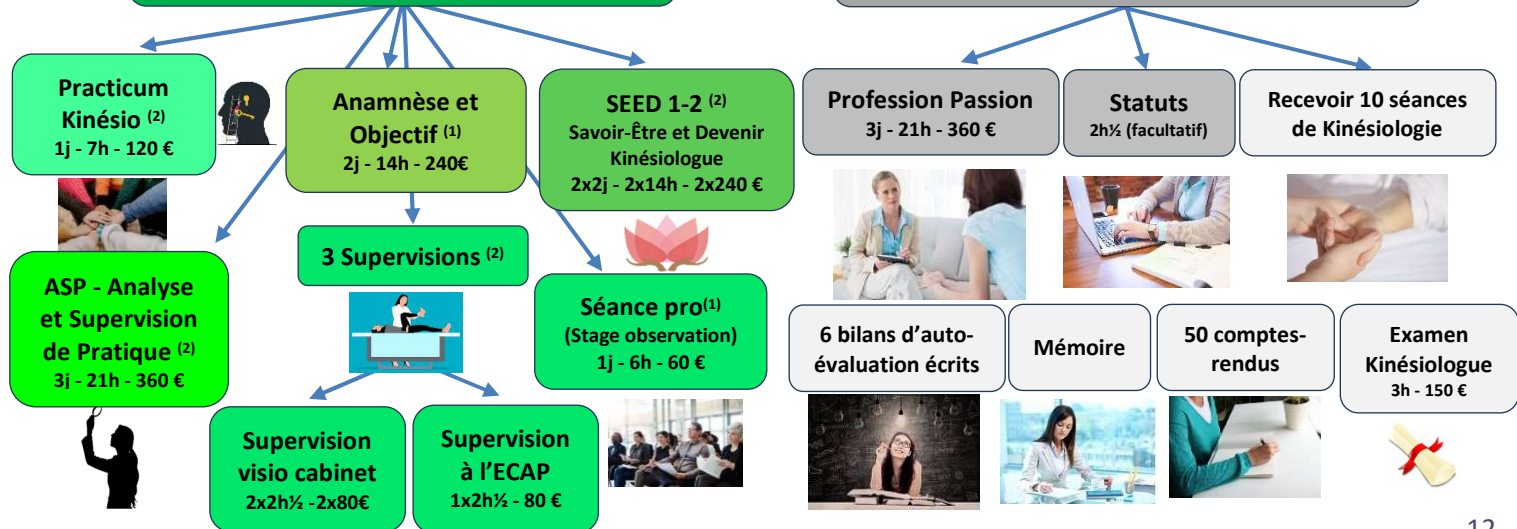 Practicum
Kinésio (2)
1j - 7h - 120 €
Anamnèse et
Objectif (1)
2j - 14h - 240€
SEED 1-2 (2)
Savoir-Être et Devenir
Kinésiologue
2x2j - 2x14h - 2x240 €
Profession Passion
3j - 21h - 360 €
Statuts
2h½ (facultatif)
Recevoir 10 séances
de Kinésiologie
ASP - Analyse
et Supervision
de Pratique (2)
3j - 21h - 360 €
3 Supervisions (2)
Séance pro(1)
(Stage observation)
1j - 6h - 60 €
6 bilans d’auto-
évaluation écrits
Mémoire
50 comptes-
rendus
Examen
Kinésiologue
3h - 150 €
Supervision
visio cabinet
2x2h½ -2x80€
Supervision
à l’ECAP
1x2h½ - 80 €
12